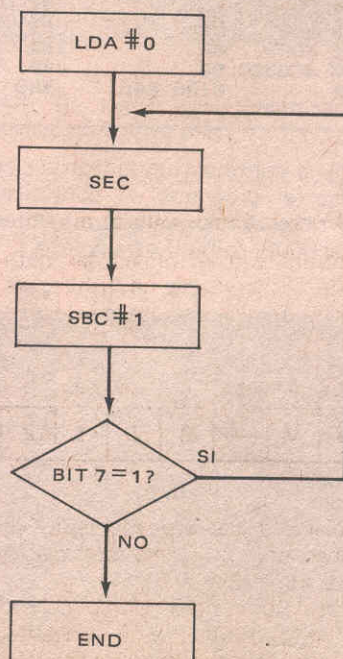 LDA #0
SEC
SBC #1
BIT 7=1?
SI
NO
END